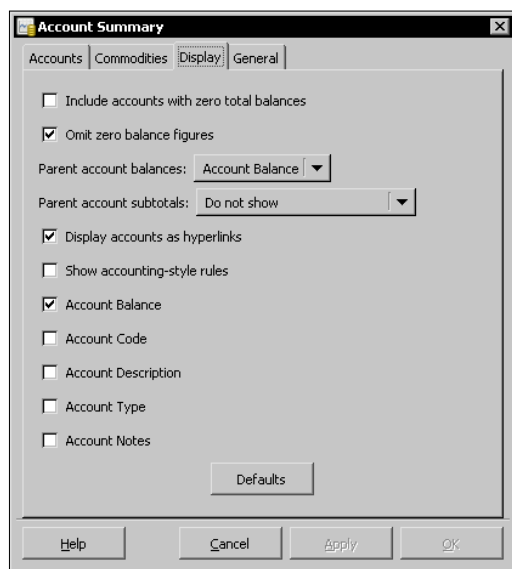 Account Summary
Accounts Commodities Display General
Include accounts with zero total balances
Omit zero balance figures
Parent account balances: Account Balance
Parent account subtotals: Do not show
Display accounts as hyperlinks
Show accounting-style rules
Account Balance
Account Code
Account Description
Account Type
Account Notes
Defaults
Help Cancel Apply OK